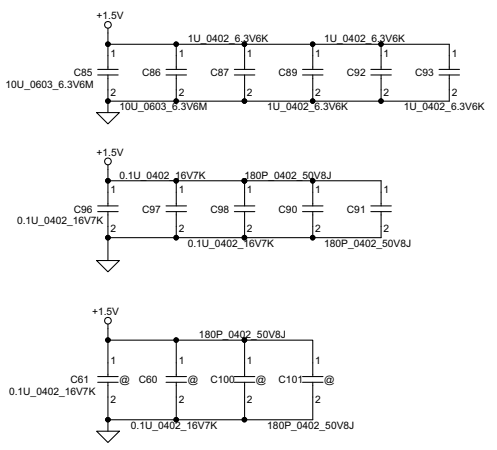 +1.5V
1U_0402_6.3V6K 1U_0402_6.3V6K
1 1 1 1 1 1
C85 C86 C87 C89 C92 C93
10U_0603_6.3V6M
2 2 2 2 2 2
10U_0603_6.3V6M 1U_0402_6.3V6K 1U_0402_6.3V6K
+1.5V
0.1U_0402_16V7K 180P_0402_50V8J
1 1 1 1 1
C96 C97 C98 C90 C91
0.1U_0402_16V7K
2 2 2 2 2
0.1U_0402_16V7K 180P_0402_50V8J
+1.5V
180P_0402_50V8J
1 1 1 1
C61 @ C60 @ C100 @ C101 @
0.1U_0402_16V7K
2 2 2 2
0.1U_0402_16V7K 180P_0402_50V8J